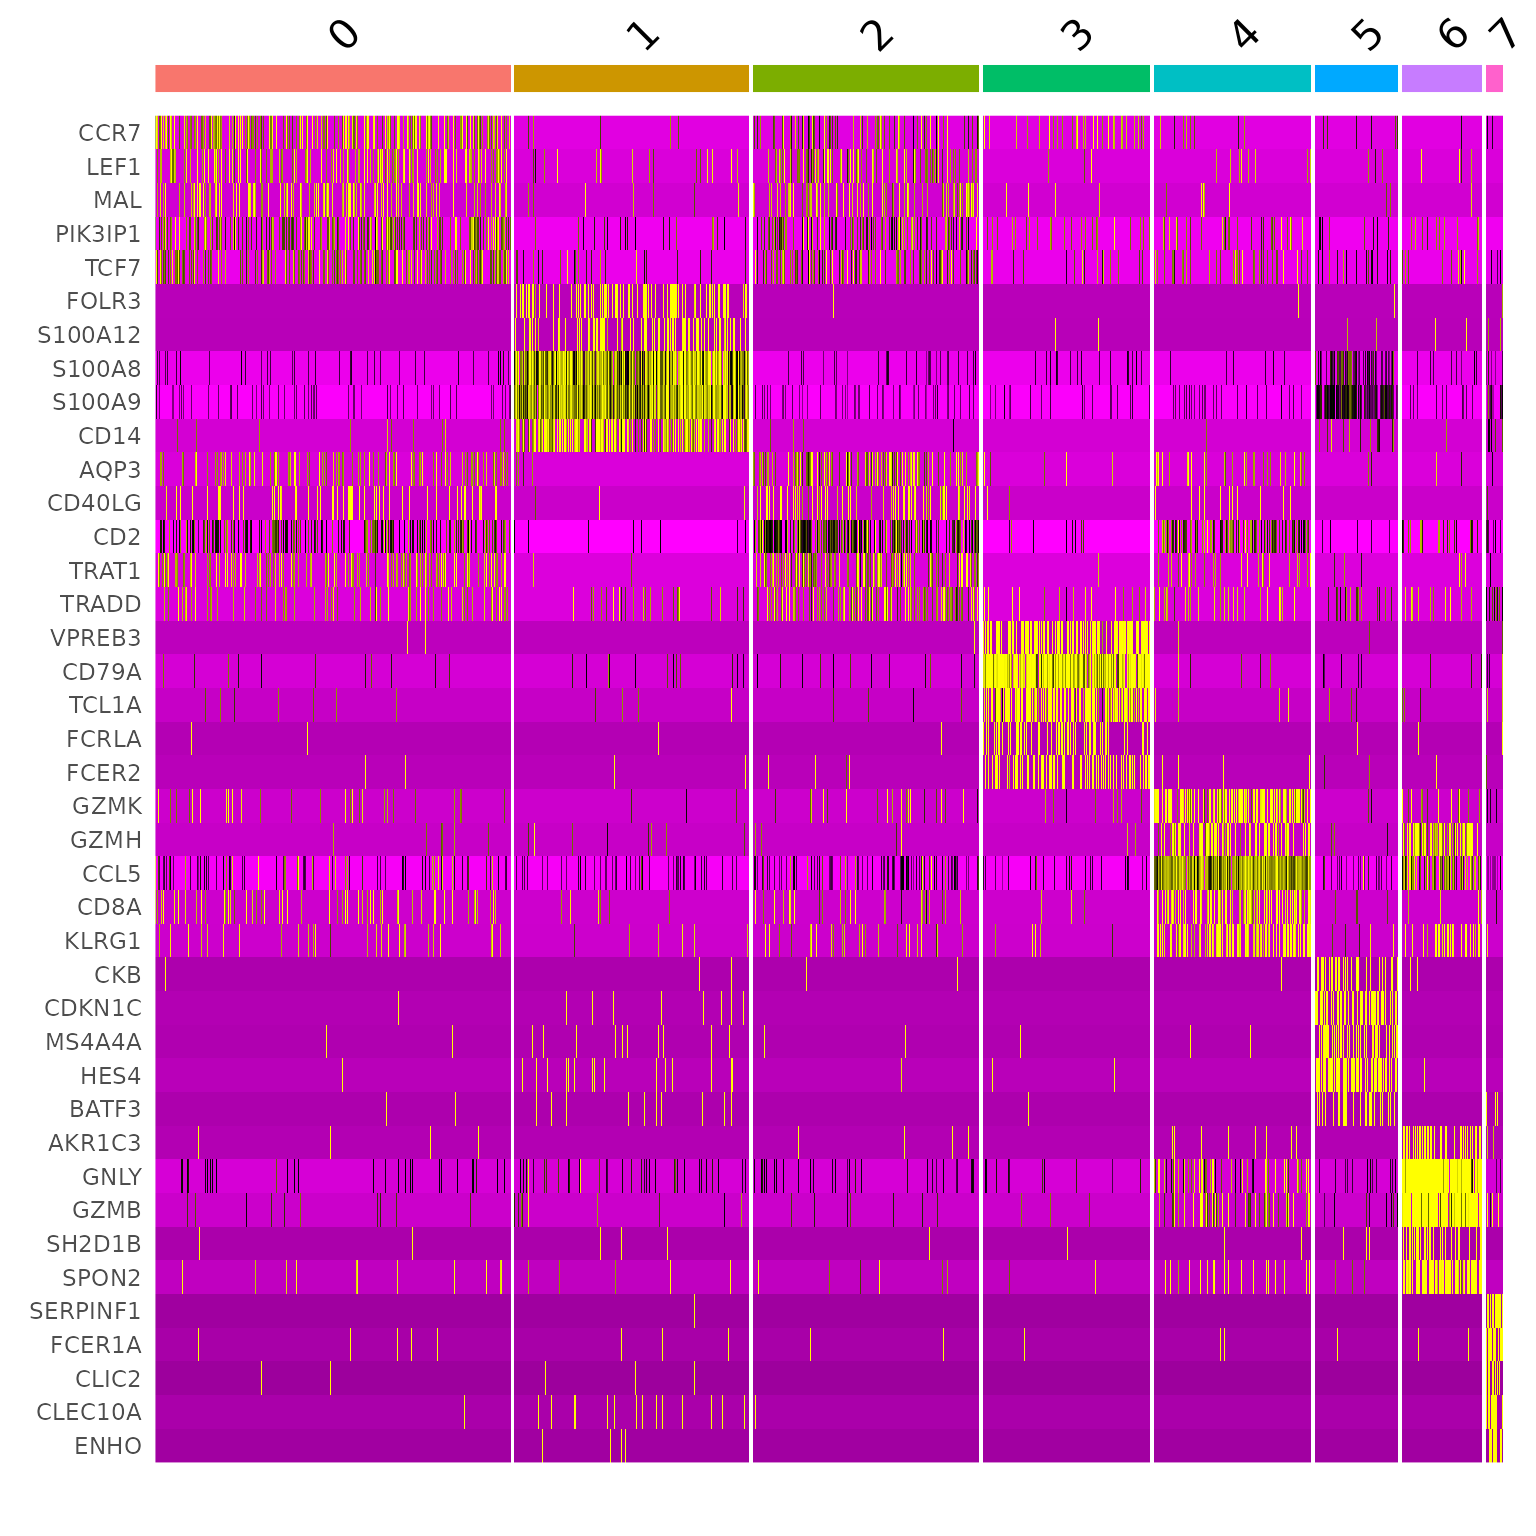 0 1 2 3 4 5 6 7
CCR7
LEF1
MAL
PIK3IP1
TCF7
FOLR3
S100A12
S100A8
S100A9
CD14
AQP3
CD40LG
CD2
TRAT1
TRADD
VPREB3
CD79A
TCL1A
FCRLA
FCER2
GZMK
GZMH
CCL5
CD8A
KLRG1
CKB
CDKN1C
MS4A4A
HES4
BATF3
AKR1C3
GNLY
GZMB
SH2D1B
SPON2
SERPINF1
FCER1A
CLIC2
CLEC10A
ENHO